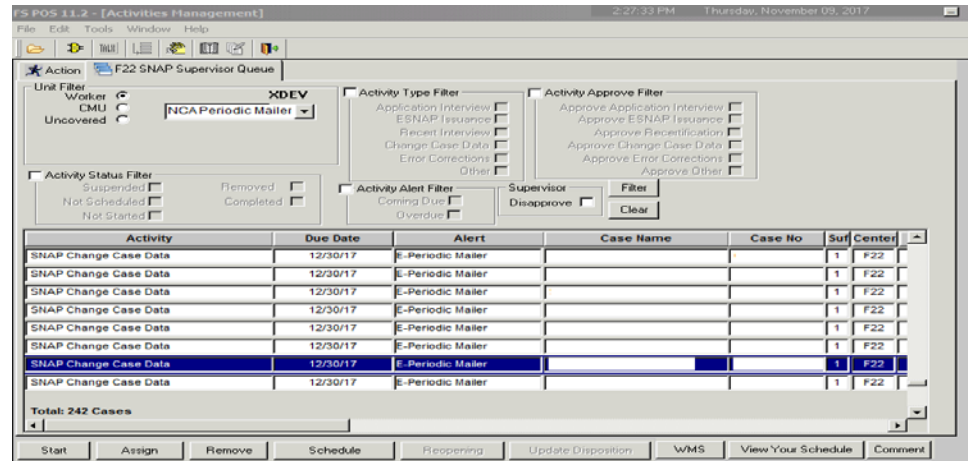 FS POS 11.2 - [Activities Management] 2:27:33 PM Thursday, November 09, 2017
File Edit Tools Window Help
TALX
Action F22 SNAP Supervisor Queue
Unit Filter
Worker XDEV
CMU NCA Periodic Mailer
Uncovered
Activity Type Filter
Application Interview
ESNAP Issuance
Recert Interview
Change Case Data
Error Corrections
Other
Activity Approve Filter
Approve Application Interview
Approve ESNAP Issuance
Approve Recertification
Approve Change Case Data
Approve Error Corrections
Approve Other
Activity Status Filter
Suspended Removed
Not Scheduled Completed
Not Started
Activity Alert Filter
Coming Due
Overdue
Supervisor
Disapprove
Filter
Clear
Activity Due Date Alert Case Name Case No Suf Center
SNAP Change Case Data 12/30/17 E-Periodic Mailer 1 F22
SNAP Change Case Data 12/30/17 E-Periodic Mailer 1 F22
SNAP Change Case Data 12/30/17 E-Periodic Mailer 1 F22
SNAP Change Case Data 12/30/17 E-Periodic Mailer 1 F22
SNAP Change Case Data 12/30/17 E-Periodic Mailer 1 F22
SNAP Change Case Data 12/30/17 E-Periodic Mailer 1 F22
SNAP Change Case Data 12/30/17 E-Periodic Mailer 1 F22
SNAP Change Case Data 12/30/17 E-Periodic Mailer 1 F22
Total: 242 Cases
Start Assign Remove Schedule Reopening Update Disposition WMS View Your Schedule Comment